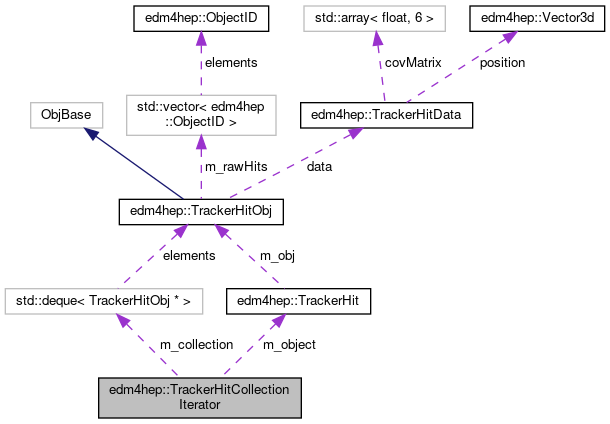 edm4hep::ObjectID
std::array< float, 6 >
edm4hep::Vector3d
elements
covMatrix
position
ObjBase
std::vector< edm4hep
::ObjectID >
edm4hep::TrackerHitData
m_rawHits
data
edm4hep::TrackerHitObj
elements
m_obj
std::deque< TrackerHitObj * >
edm4hep::TrackerHit
m_collection
m_object
edm4hep::TrackerHitCollection
Iterator